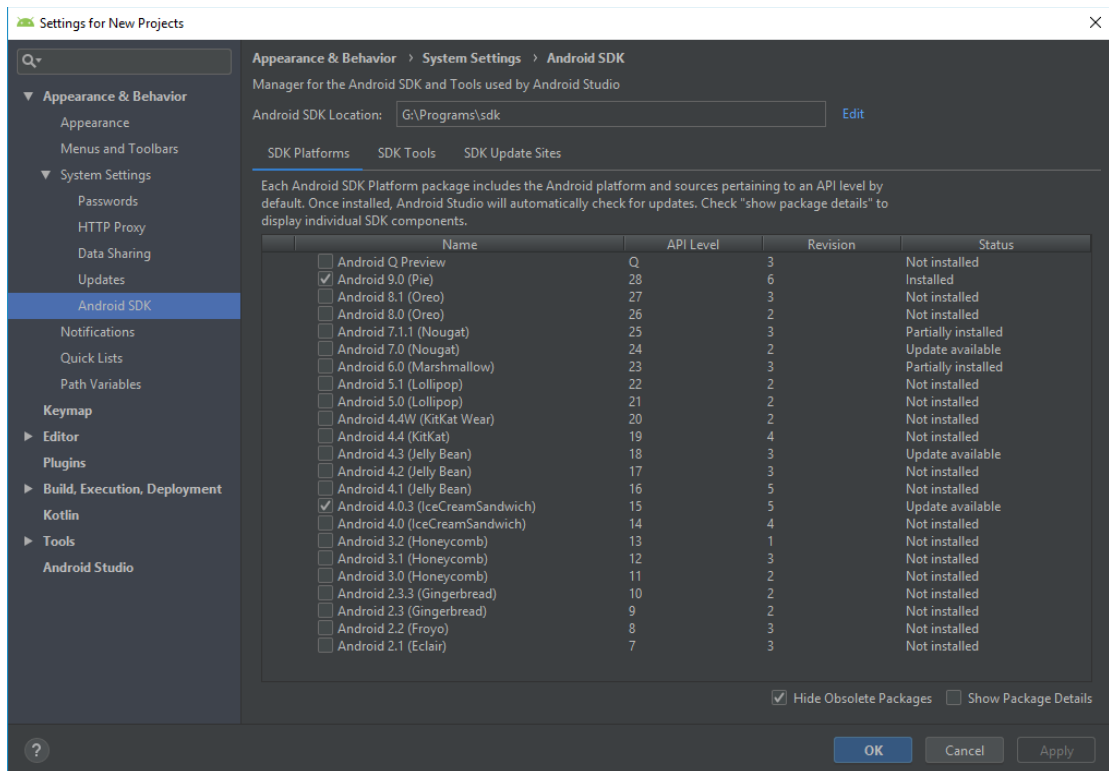 Settings for New Projects
Appearance & Behavior
Appearance
Menus and Toolbars
System Settings
Passwords
HTTP Proxy
Data Sharing
Updates
Android SDK
Notifications
Quick Lists
Path Variables
Keymap
Editor
Plugins
Build, Execution, Deployment
Kotlin
Tools
Android Studio
Appearance & Behavior › System Settings › Android SDK
Manager for the Android SDK and Tools used by Android Studio
Android SDK Location: G:\Programs\sdk Edit
SDK Platforms SDK Tools SDK Update Sites
Each Android SDK Platform package includes the Android platform and sources pertaining to an API level by
default. Once installed, Android Studio will automatically check for updates. Check "show package details" to
display individual SDK components.
Name API Level Revision Status
Android Q Preview Q 3 Not installed
Android 9.0 (Pie) 28 6 Installed
Android 8.1 (Oreo) 27 3 Not installed
Android 8.0 (Oreo) 26 2 Not installed
Android 7.1.1 (Nougat) 25 3 Partially installed
Android 7.0 (Nougat) 24 2 Update available
Android 6.0 (Marshmallow) 23 3 Partially installed
Android 5.1 (Lollipop) 22 2 Not installed
Android 5.0 (Lollipop) 21 2 Not installed
Android 4.4W (KitKat Wear) 20 2 Not installed
Android 4.4 (KitKat) 19 4 Not installed
Android 4.3 (Jelly Bean) 18 3 Update available
Android 4.2 (Jelly Bean) 17 3 Not installed
Android 4.1 (Jelly Bean) 16 5 Not installed
Android 4.0.3 (IceCreamSandwich) 15 5 Update available
Android 4.0 (IceCreamSandwich) 14 4 Not installed
Android 3.2 (Honeycomb) 13 1 Not installed
Android 3.1 (Honeycomb) 12 3 Not installed
Android 3.0 (Honeycomb) 11 2 Not installed
Android 2.3.3 (Gingerbread) 10 2 Not installed
Android 2.3 (Gingerbread) 9 2 Not installed
Android 2.2 (Froyo) 8 3 Not installed
Android 2.1 (Eclair) 7 3 Not installed
Hide Obsolete Packages Show Package Details
? OK Cancel Apply